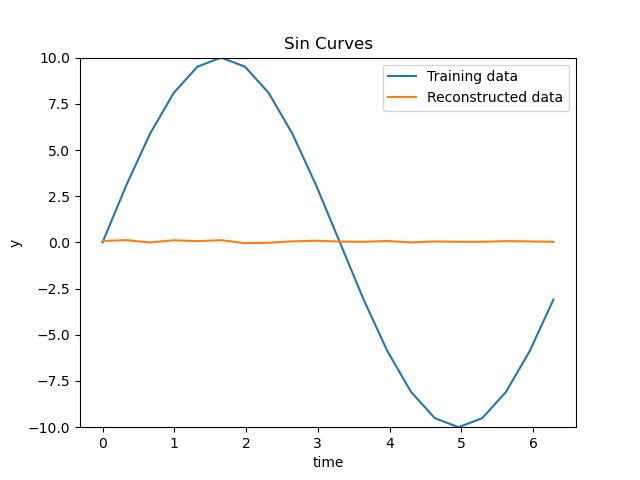 Sin Curves
Training data
Reconstructed data
10.0
7.5
5.0
2.5
0.0
−2.5
−5.0
−7.5
−10.0
y
0 1 2 3 4 5 6
time